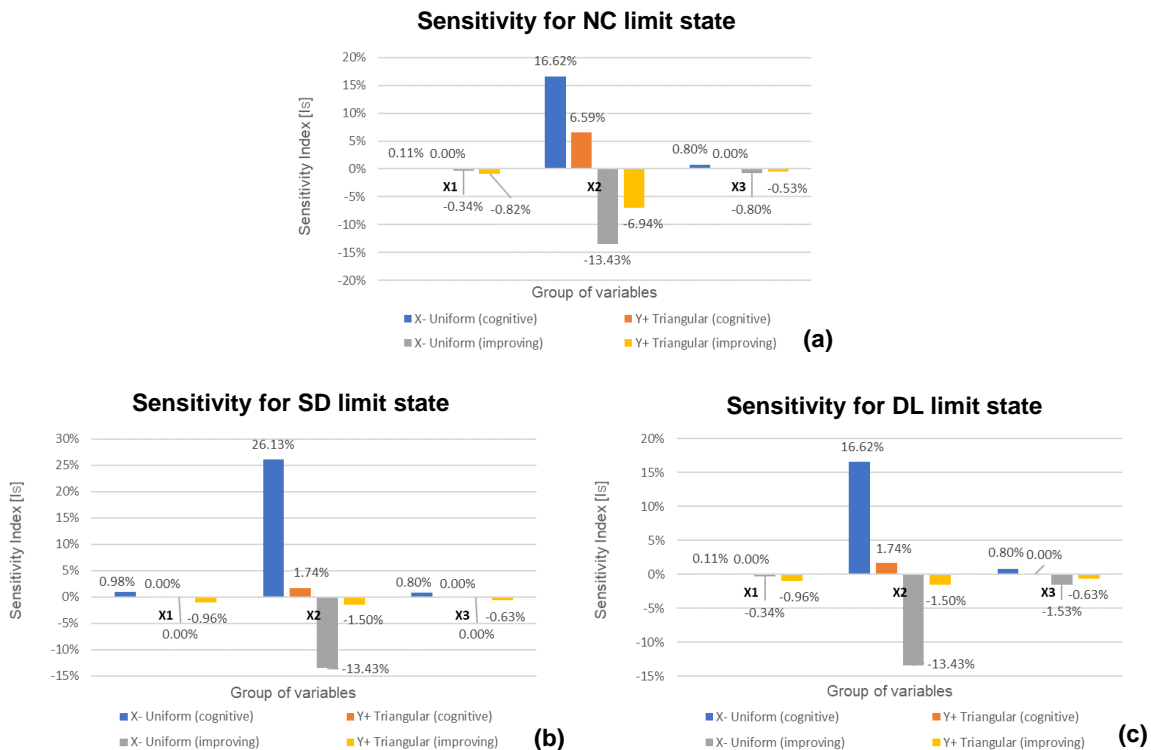 Sensitivity for NC limit state
20%
16.62%
15%
10%
6.59%
5%
0.11% 0.00%
0.80% 0.00%
0%
X1
X2
X3
-0.34%
-0.82%
-0.80%
-0.53%
-5%
-6.94%
-10%
-13.43%
-15%
-20%
Sensitivity Index [Is]
Group of variables
X- Uniform (cognitive) Y+ Triangular (cognitive)
X- Uniform (improving) Y+ Triangular (improving)
(a)
Sensitivity for SD limit state
30%
26.13%
25%
20%
15%
10%
5%
0.98% 0.00%
1.74%
0.80% 0.00%
0%
X1
X2
X3
-0.96%
0.00%
-1.50%
-0.63%
0.00%
-5%
-10%
-13.43%
-15%
Sensitivity Index [Is]
Group of variables
X- Uniform (cognitive) Y+ Triangular (cognitive)
X- Uniform (improving) Y+ Triangular (improving)
(b)
Sensitivity for DL limit state
20%
16.62%
15%
10%
5%
0.11% 0.00%
1.74%
0.80% 0.00%
0%
X1
X2
X3
-0.34%
-0.96%
-1.50%
-1.53%
-0.63%
-5%
-10%
-13.43%
-15%
Sensitivity Index [Is]
Group of variables
X- Uniform (cognitive) Y+ Triangular (cognitive)
X- Uniform (improving) Y+ Triangular (improving)
(c)